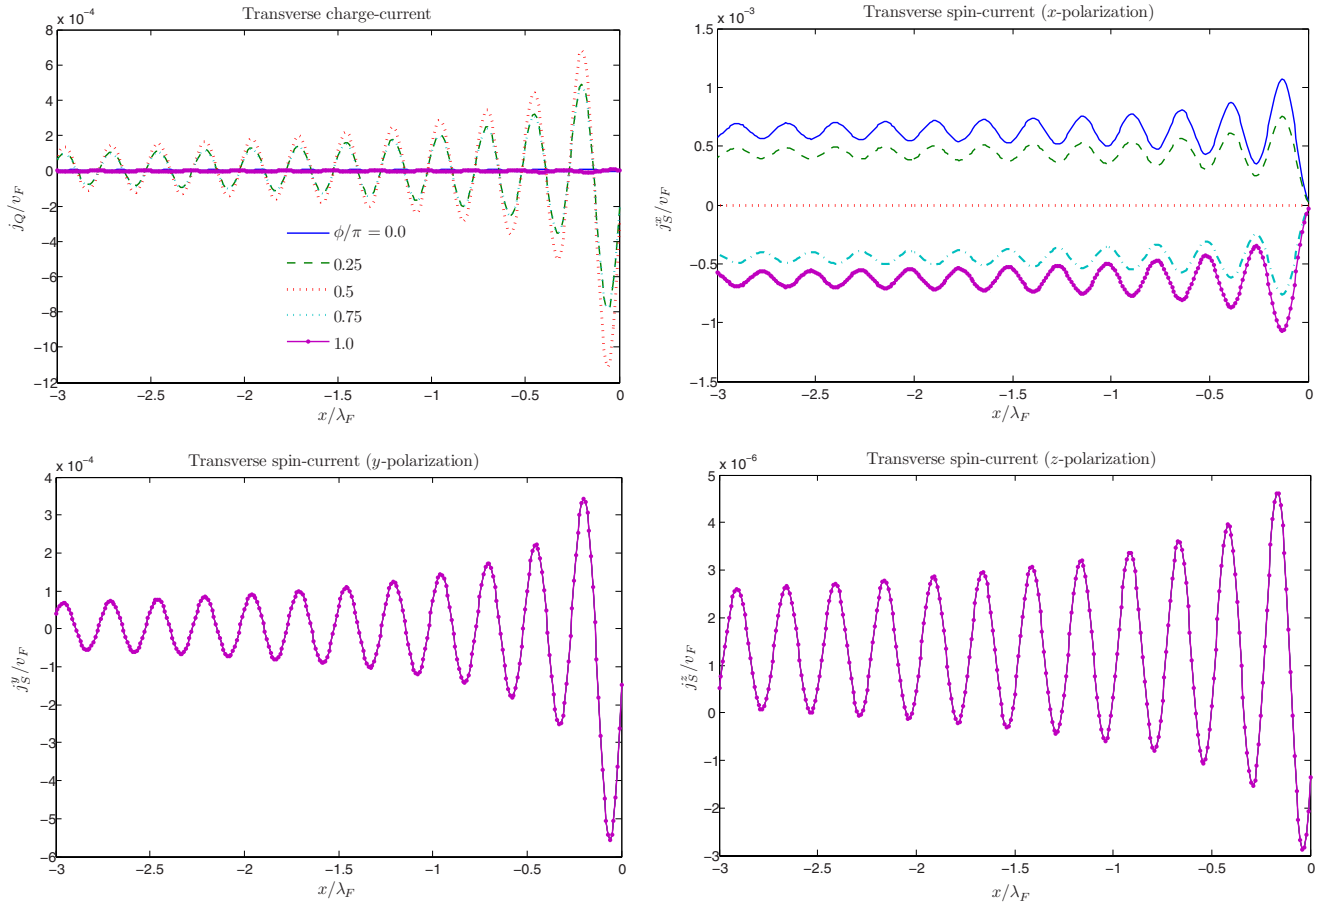 Transverse charge-current
x 10⁻⁴
8
6
4
2
0
−2
−4
−6
−8
−10
−12
j_Q/v_F
ϕ/π = 0.0
0.25
0.5
0.75
1.0
−3 −2.5 −2 −1.5 −1 −0.5 0
x/λ_F
Transverse spin-current (x-polarization)
x 10⁻³
1.5
1
0.5
0
−0.5
−1
−1.5
j_S^x/v_F
−3 −2.5 −2 −1.5 −1 −0.5 0
x/λ_F
Transverse spin-current (y-polarization)
x 10⁻⁴
4
3
2
1
0
−1
−2
−3
−4
−5
−6
j_S^y/v_F
−3 −2.5 −2 −1.5 −1 −0.5 0
x/λ_F
Transverse spin-current (z-polarization)
x 10⁻⁶
5
4
3
2
1
0
−1
−2
−3
j_S^z/v_F
−3 −2.5 −2 −1.5 −1 −0.5 0
x/λ_F